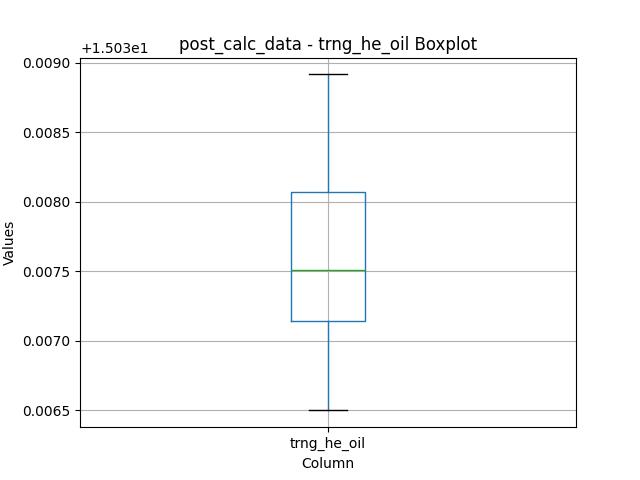 post_calc_data - trng_he_oil Boxplot
+1.503e1
0.0090
0.0085
0.0080
0.0075
0.0070
0.0065
Values
trng_he_oil
Column